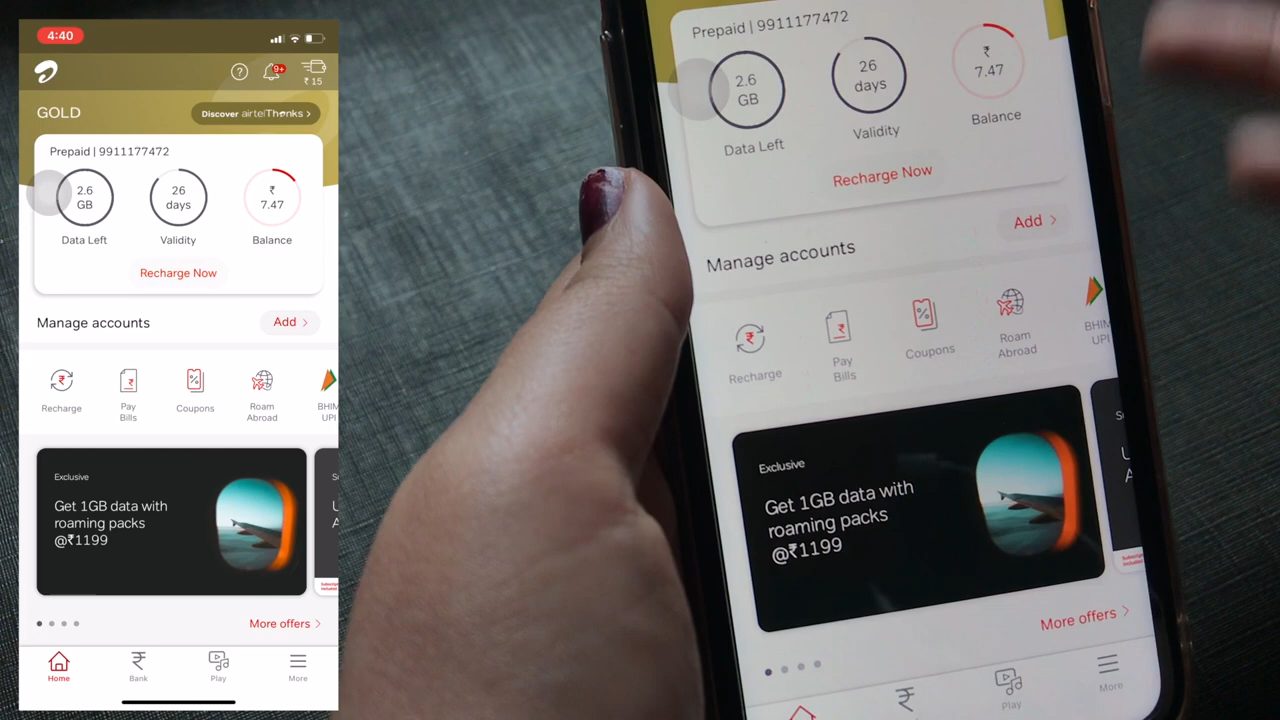 4:40
9+
₹ 15
GOLD
Discover airtelThanks >
Prepaid | 9911177472
2.6
GB
26
days
₹
7.47
Data Left
Validity
Balance
Recharge Now
Manage accounts
Add >
Recharge
Pay
Bills
Coupons
Roam
Abroad
BHIM
UPI
Exclusive
Get 1GB data with
roaming packs
@₹1199
More offers >
Home
Bank
Play
More
Prepaid | 9911177472
2.6
GB
26
days
₹
7.47
Data Left
Validity
Balance
Recharge Now
Add >
Manage accounts
Recharge
Pay
Bills
Coupons
Roam
Abroad
BHIM
UPI
Exclusive
Get 1GB data with
roaming packs
@₹1199
More offers >
Play
More